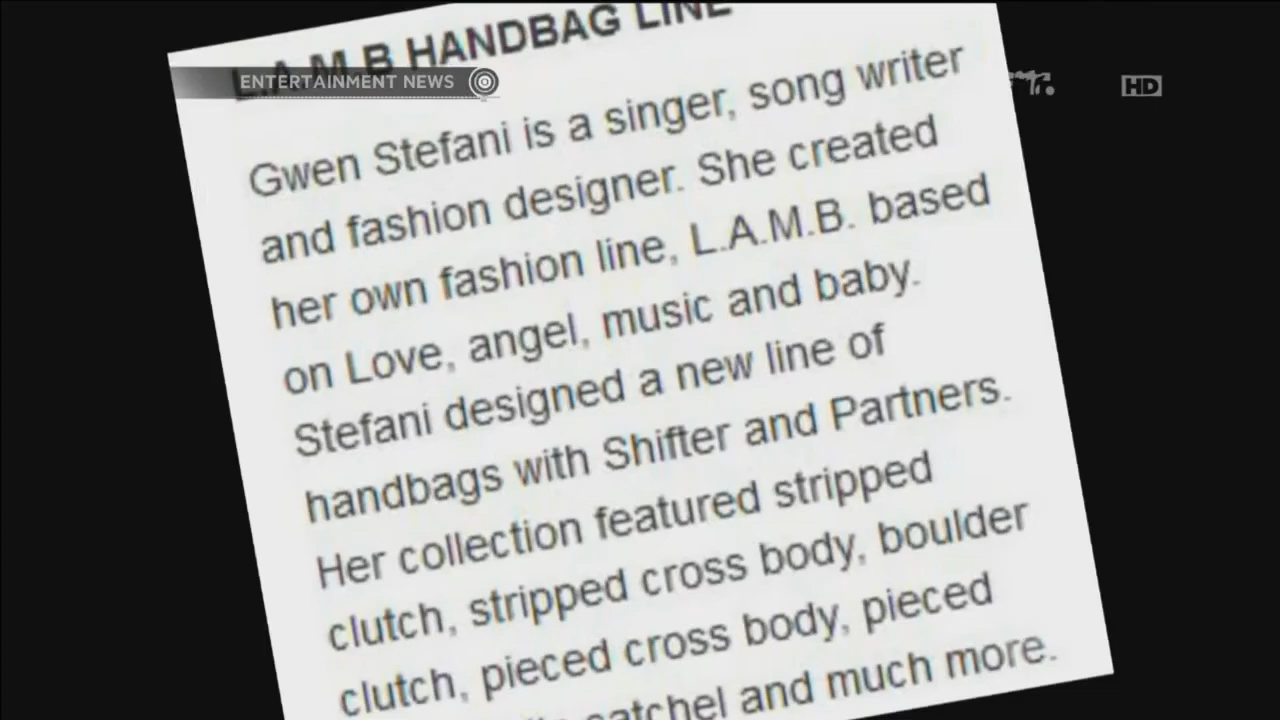 L.A.M.B HANDBAG LINE
ENTERTAINMENT NEWS
HD
Gwen Stefani is a singer, song writer
and fashion designer. She created
her own fashion line, L.A.M.B. based
on Love, angel, music and baby.
Stefani designed a new line of
handbags with Shifter and Partners.
Her collection featured stripped
clutch, stripped cross body, boulder
clutch, pieced cross body, pieced
satchel and much more.